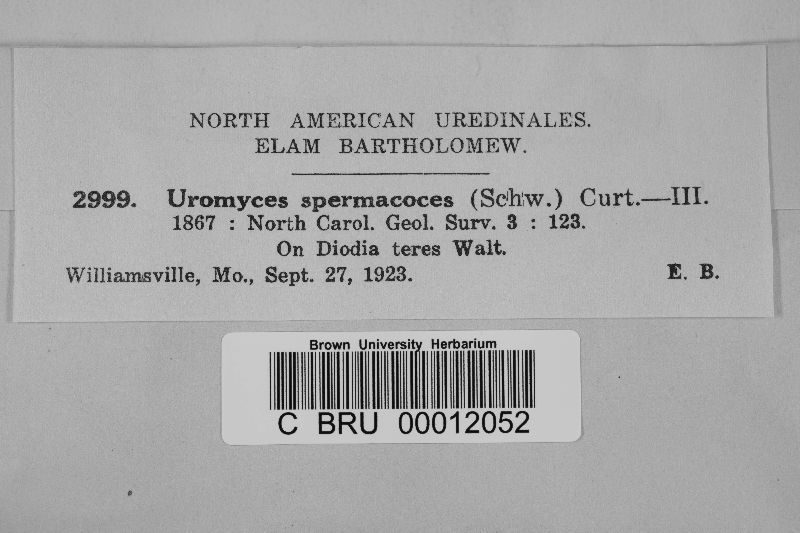 NORTH AMERICAN UREDINALES.
ELAM BARTHOLOMEW.
2999. Uromyces spermacoces (Schw.) Curt.—III.
1867 : North Carol. Geol. Surv. 3 : 123.
On Diodia teres Walt.
Williamsville, Mo., Sept. 27, 1923. E. B.
Brown University Herbarium
C BRU 00012052